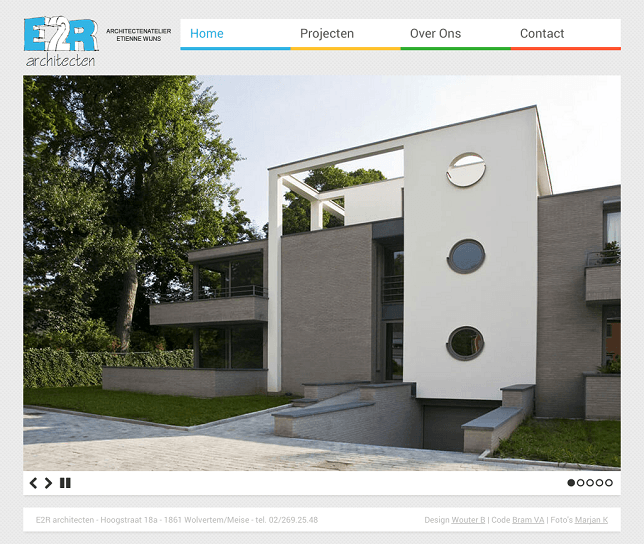 E2R
architecten
ARCHITECTENATELIER
ETIENNE WIJNS
Home
Projecten
Over Ons
Contact
E2R architecten - Hoogstraat 18a - 1861 Wolvertem/Meise - tel. 02/269.25.48
Design Wouter B | Code Bram VA | Foto's Marjan K